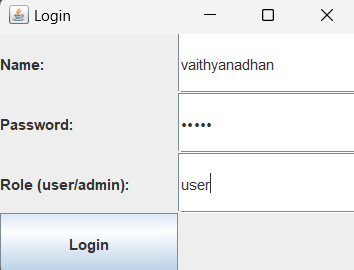 Login
Name: vaithyanadhan
Password: •••••
Role (user/admin): user
Login